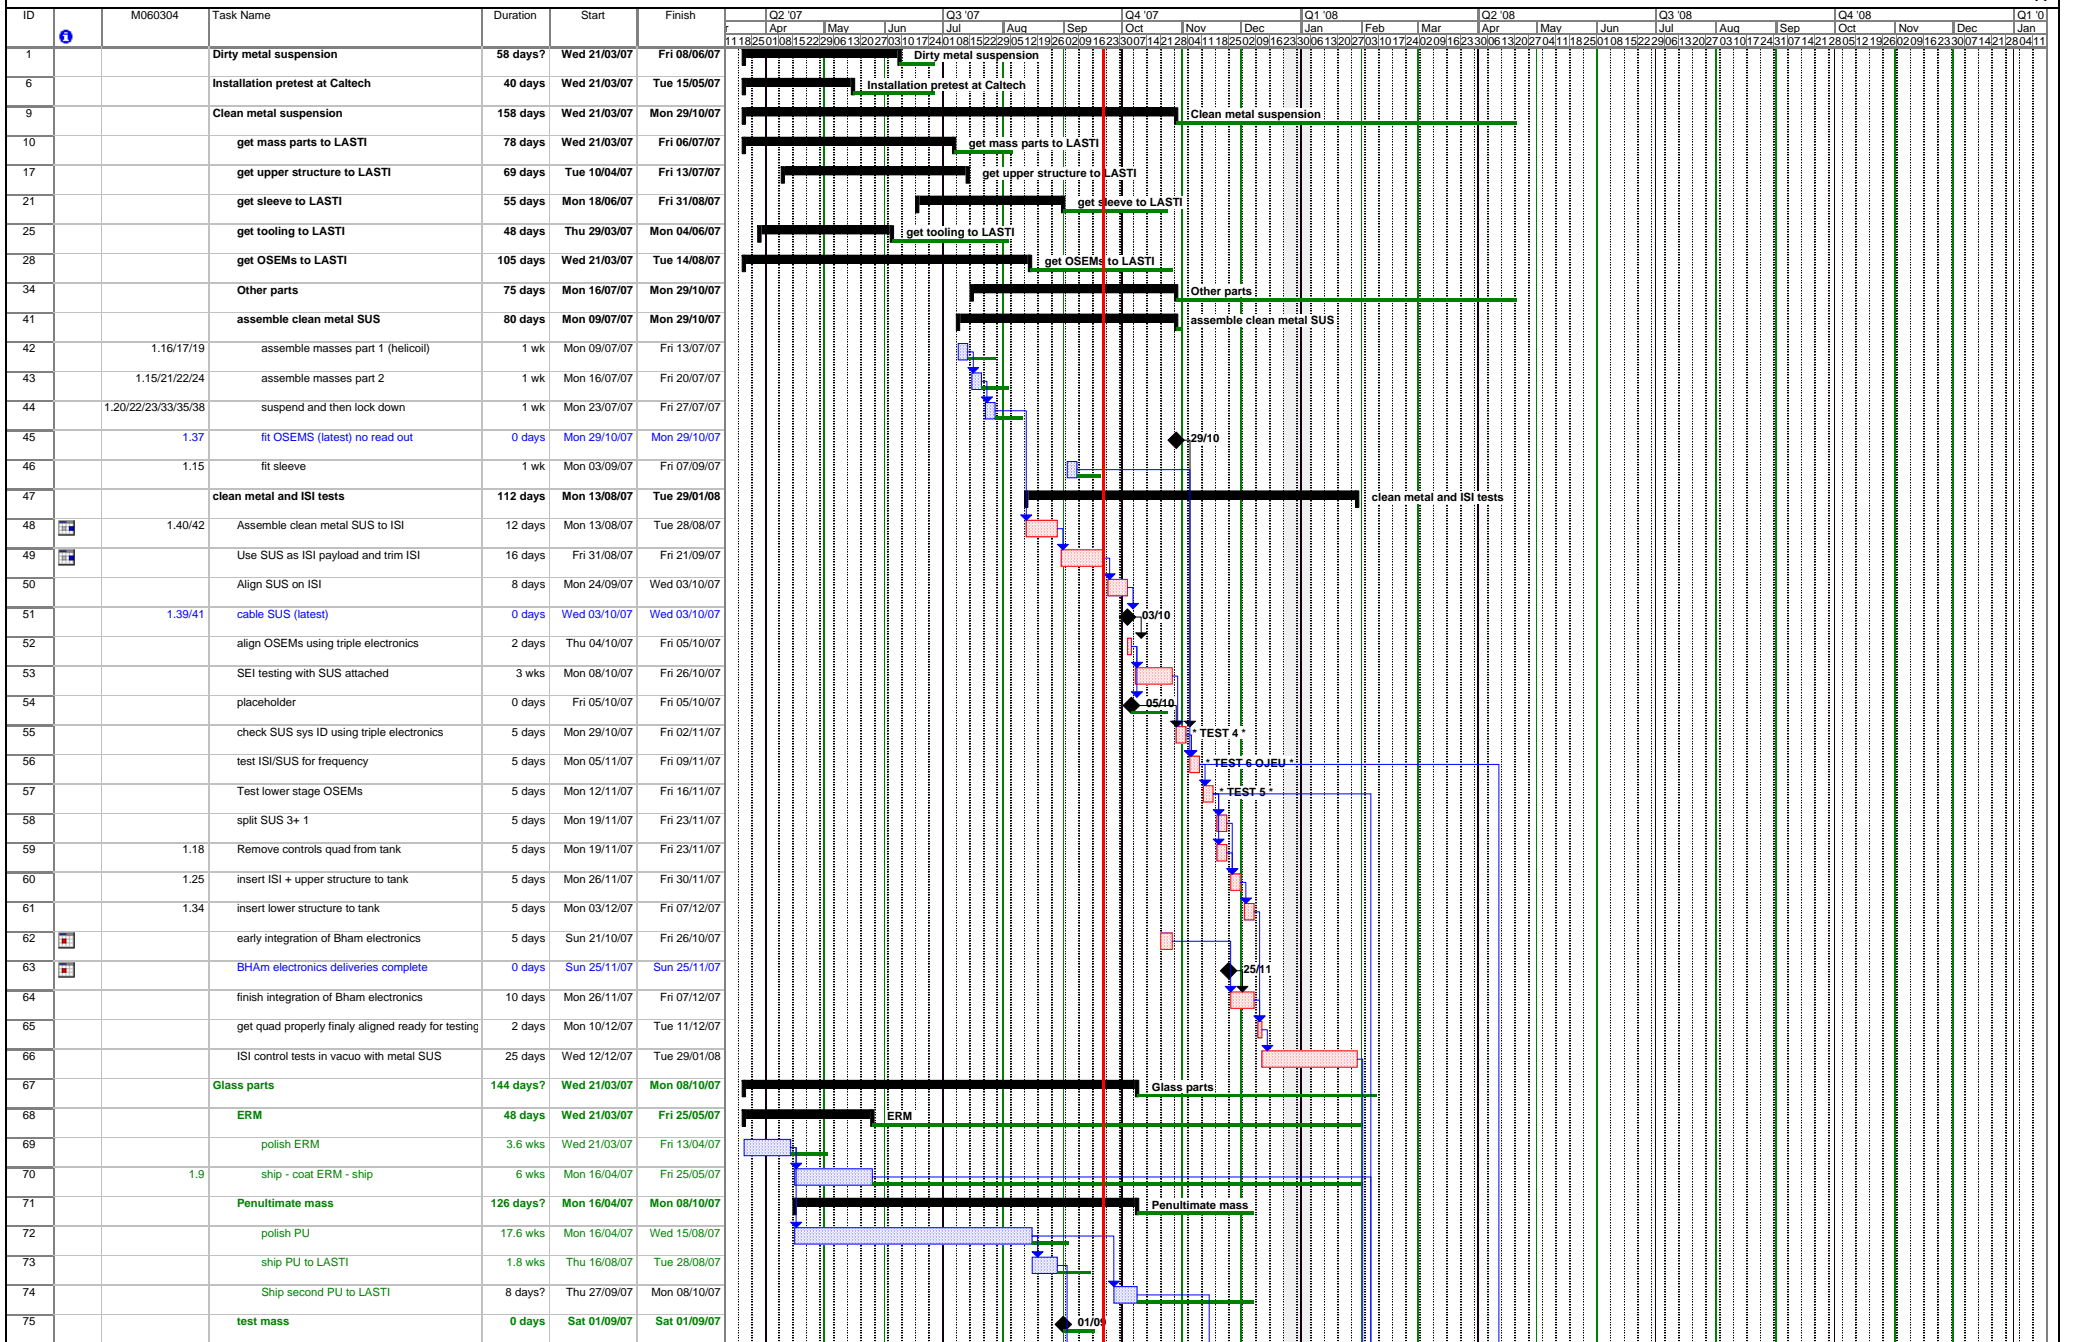 ID M060304 Task Name Duration Start Finish Q2 '07 Q3 '07 Q4 '07 Q1 '08 Q2 '08 Q3 '08 Q4 '08 Q1 '0
Apr May Jun Jul Aug Sep Oct Nov Dec Jan Feb Mar Apr May Jun Jul Aug Sep Oct Nov Dec Jan
1 Dirty metal suspension 58 days? Wed 21/03/07 Fri 08/06/07 Dirty metal suspension
6 Installation pretest at Caltech 40 days Wed 21/03/07 Tue 15/05/07 Installation pretest at Caltech
9 Clean metal suspension 158 days Wed 21/03/07 Mon 29/10/07 Clean metal suspension
10 get mass parts to LASTI 78 days Wed 21/03/07 Fri 06/07/07 get mass parts to LASTI
17 get upper structure to LASTI 69 days Tue 10/04/07 Fri 13/07/07 get upper structure to LASTI
21 get sleeve to LASTI 55 days Mon 18/06/07 Fri 31/08/07 get sleeve to LASTI
25 get tooling to LASTI 48 days Thu 29/03/07 Mon 04/06/07 get tooling to LASTI
28 get OSEMs to LASTI 105 days Wed 21/03/07 Tue 14/08/07 get OSEMs to LASTI
34 Other parts 75 days Mon 16/07/07 Mon 29/10/07 Other parts
41 assemble clean metal SUS 80 days Mon 09/07/07 Mon 29/10/07 assemble clean metal SUS
42 1.16/17/19 assemble masses part 1 (helicoil) 1 wk Mon 09/07/07 Fri 13/07/07
43 1.15/21/22/24 assemble masses part 2 1 wk Mon 16/07/07 Fri 20/07/07
44 1.20/22/23/33/35/38 suspend and then lock down 1 wk Mon 23/07/07 Fri 27/07/07
45 1.37 fit OSEMS (latest) no read out 0 days Mon 29/10/07 Mon 29/10/07 29/10
46 1.15 fit sleeve 1 wk Mon 03/09/07 Fri 07/09/07
47 clean metal and ISI tests 112 days Mon 13/08/07 Tue 29/01/08 clean metal and ISI tests
48 1.40/42 Assemble clean metal SUS to ISI 12 days Mon 13/08/07 Tue 28/08/07
49 Use SUS as ISI payload and trim ISI 16 days Fri 31/08/07 Fri 21/09/07
50 Align SUS on ISI 8 days Mon 24/09/07 Wed 03/10/07
51 1.39/41 cable SUS (latest) 0 days Wed 03/10/07 Wed 03/10/07 03/10
52 align OSEMs using triple electronics 2 days Thu 04/10/07 Fri 05/10/07
53 SEI testing with SUS attached 3 wks Mon 08/10/07 Fri 26/10/07
54 placeholder 0 days Fri 05/10/07 Fri 05/10/07 05/10
55 check SUS sys ID using triple electronics 5 days Mon 29/10/07 Fri 02/11/07 * TEST 4 *
56 test ISI/SUS for frequency 5 days Mon 05/11/07 Fri 09/11/07 * TEST 6 OJEU *
57 Test lower stage OSEMs 5 days Mon 12/11/07 Fri 16/11/07 * TEST 5 *
58 split SUS 3+ 1 5 days Mon 19/11/07 Fri 23/11/07
59 1.18 Remove controls quad from tank 5 days Mon 19/11/07 Fri 23/11/07
60 1.25 insert ISI + upper structure to tank 5 days Mon 26/11/07 Fri 30/11/07
61 1.34 insert lower structure to tank 5 days Mon 03/12/07 Fri 07/12/07
62 early integration of Bham electronics 5 days Sun 21/10/07 Fri 26/10/07
63 BHAm electronics deliveries complete 0 days Sun 25/11/07 Sun 25/11/07 25/11
64 finish integration of Bham electronics 10 days Mon 26/11/07 Fri 07/12/07
65 get quad properly finaly aligned ready for testing 2 days Mon 10/12/07 Tue 11/12/07
66 ISI control tests in vacuo with metal SUS 25 days Wed 12/12/07 Tue 29/01/08
67 Glass parts 144 days? Wed 21/03/07 Mon 08/10/07 Glass parts
68 ERM 48 days Wed 21/03/07 Fri 25/05/07 ERM
69 polish ERM 3.6 wks Wed 21/03/07 Fri 13/04/07
70 1.9 ship - coat ERM - ship 6 wks Mon 16/04/07 Fri 25/05/07
71 Penultimate mass 126 days? Mon 16/04/07 Mon 08/10/07 Penultimate mass
72 polish PU 17.6 wks Mon 16/04/07 Wed 15/08/07
73 ship PU to LASTI 1.8 wks Thu 16/08/07 Tue 28/08/07
74 Ship second PU to LASTI 8 days? Thu 27/09/07 Mon 08/10/07
75 test mass 0 days Sat 01/09/07 Sat 01/09/07 01/09